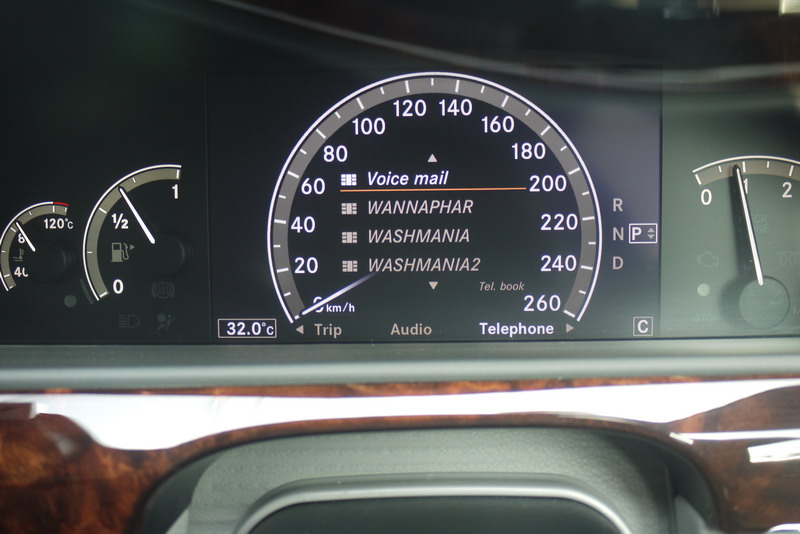 120 140
100 160
80 180
60 200
40 220
20 240
0 km/h 260
Voice mail
WANNAPHAR
WASHMANIA
WASHMANIA2
Tel. book
Trip Audio Telephone
32.0°C
R
N P
D
C
1
1/2
0
120°C
40
0 1 2